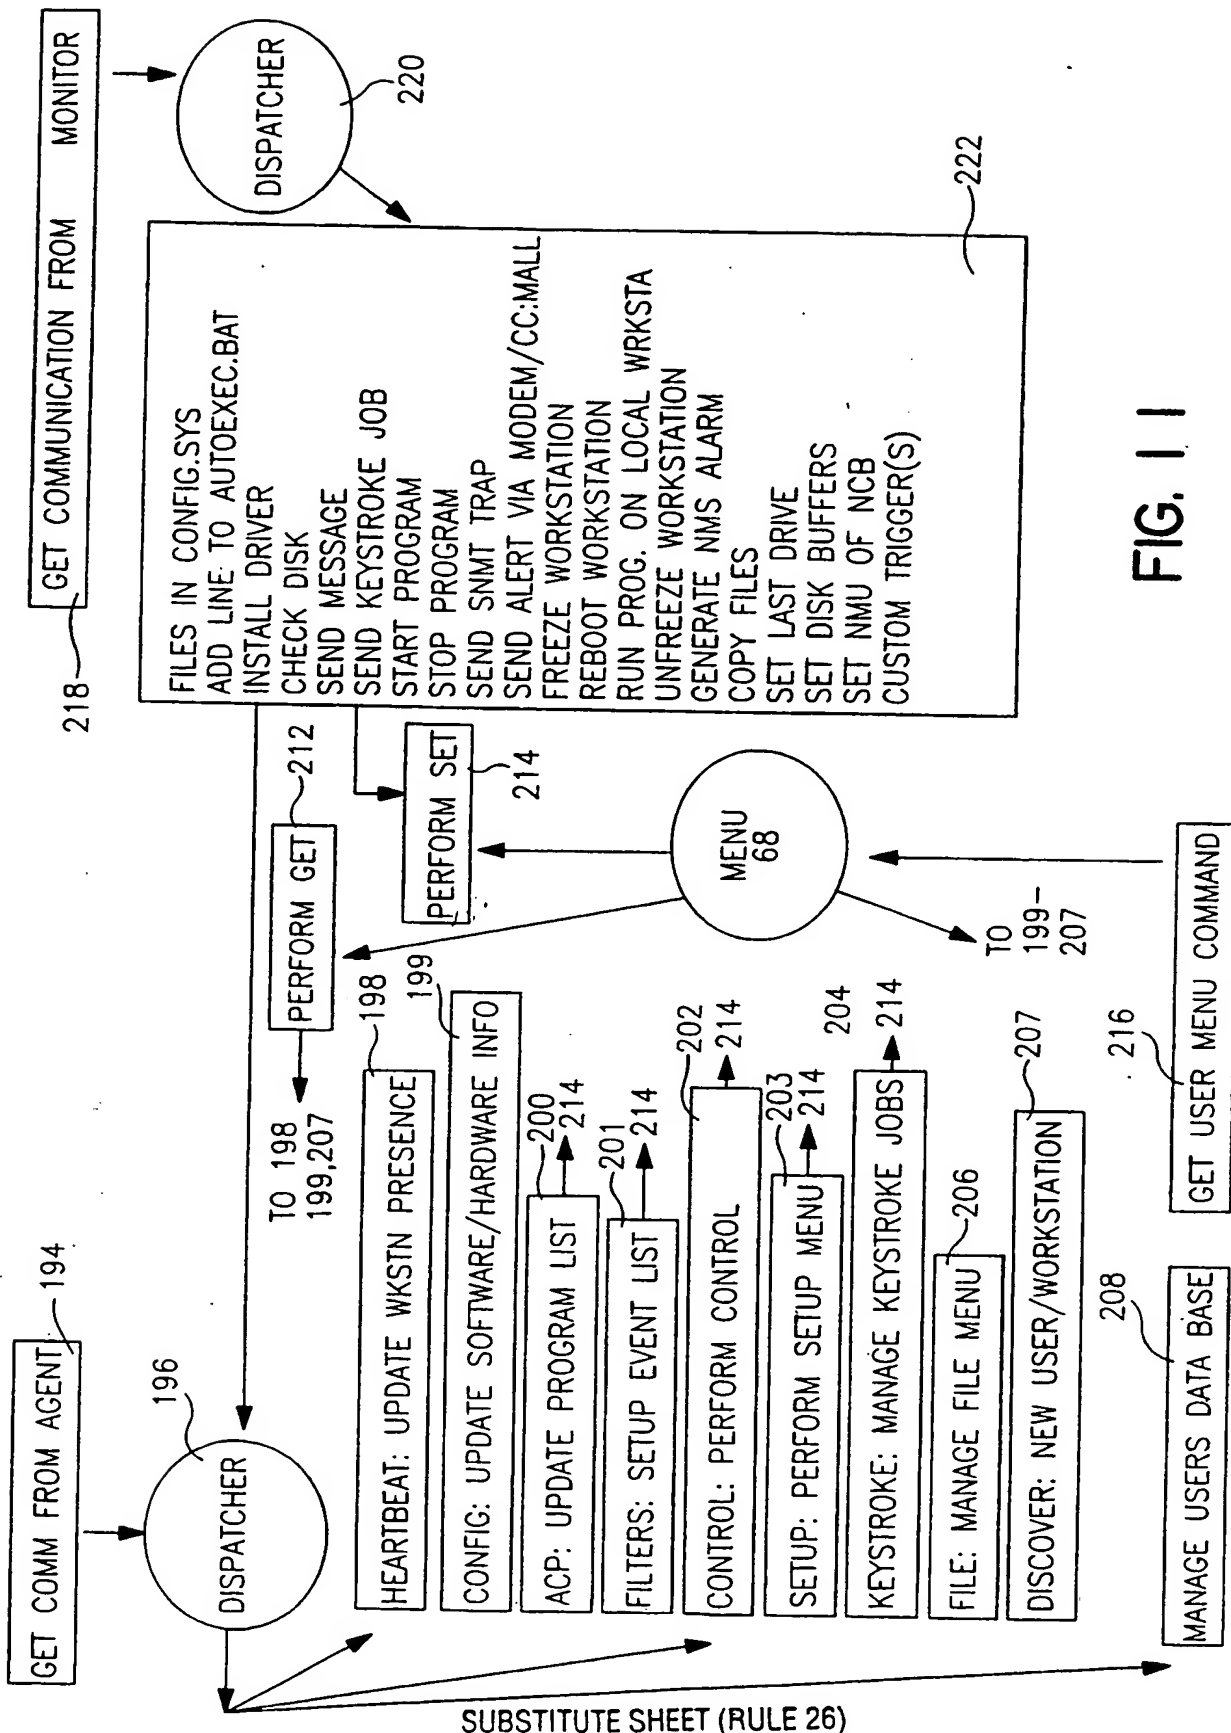 GET COMM FROM AGENT
194
DISPATCHER
196
TO 198
199,207
PERFORM GET
212
HEARTBEAT: UPDATE WKSTN PRESENCE
198
CONFIG: UPDATE SOFTWARE/HARDWARE INFO
199
ACP: UPDATE PROGRAM LIST
200
214
FILTERS: SETUP EVENT LIST
201
214
CONTROL: PERFORM CONTROL
202
214
SETUP: PERFORM SETUP MENU
203
214
KEYSTROKE: MANAGE KEYSTROKE JOBS
204
214
FILE: MANAGE FILE MENU
206
DISCOVER: NEW USER/WORKSTATION
207
MANAGE USERS DATA BASE
208
GET USER MENU COMMAND
216
MENU
68
TO
199-
207
PERFORM SET
214
GET COMMUNICATION FROM MONITOR
218
DISPATCHER
220
FILES IN CONFIG.SYS
ADD LINE TO AUTOEXEC.BAT
INSTALL DRIVER
CHECK DISK
SEND MESSAGE
SEND KEYSTROKE JOB
START PROGRAM
STOP PROGRAM
SEND SNMT TRAP
SEND ALERT VIA MODEM/CC:MALL
FREEZE WORKSTATION
REBOOT WORKSTATION
RUN PROG. ON LOCAL WRKSTA
UNFREEZE WORKSTATION
GENERATE NMS ALARM
COPY FILES
SET LAST DRIVE
SET DISK BUFFERS
SET NMU OF NCB
CUSTOM TRIGGER(S)
222
FIG. 11
SUBSTITUTE SHEET (RULE 26)